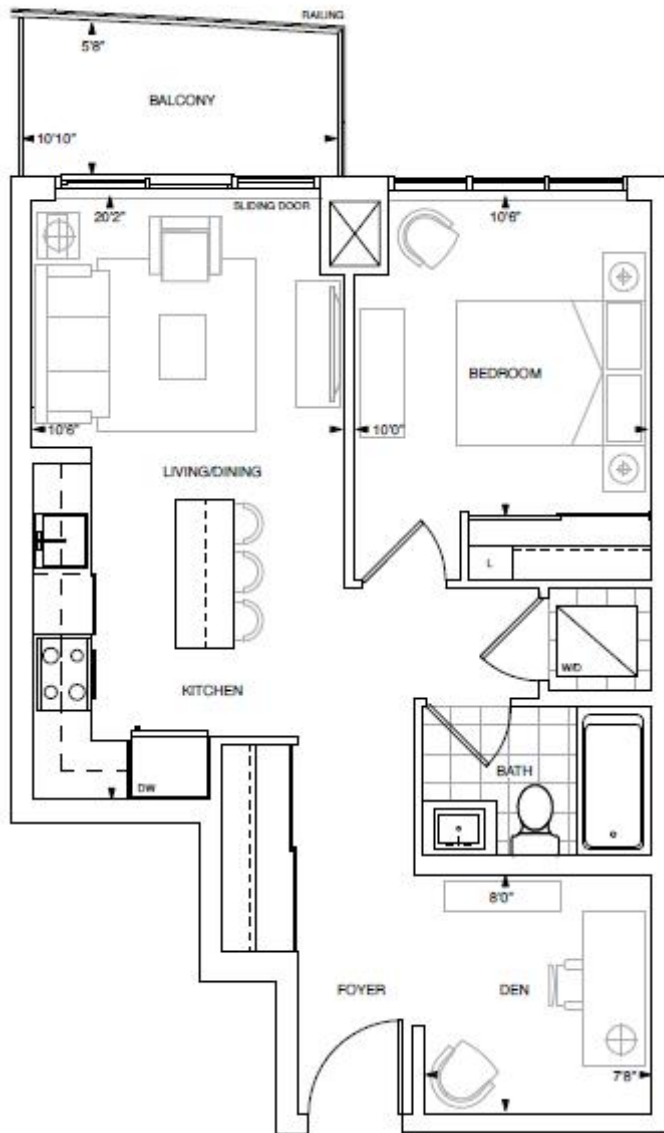 RAILING
5'8"
BALCONY
10'10"
SLIDING DOOR
20'2"
10'6"
BEDROOM
10'6"
10'0"
LIVING/DINING
L
W/D
KITCHEN
BATH
DW
8'0"
FOYER
DEN
7'8"